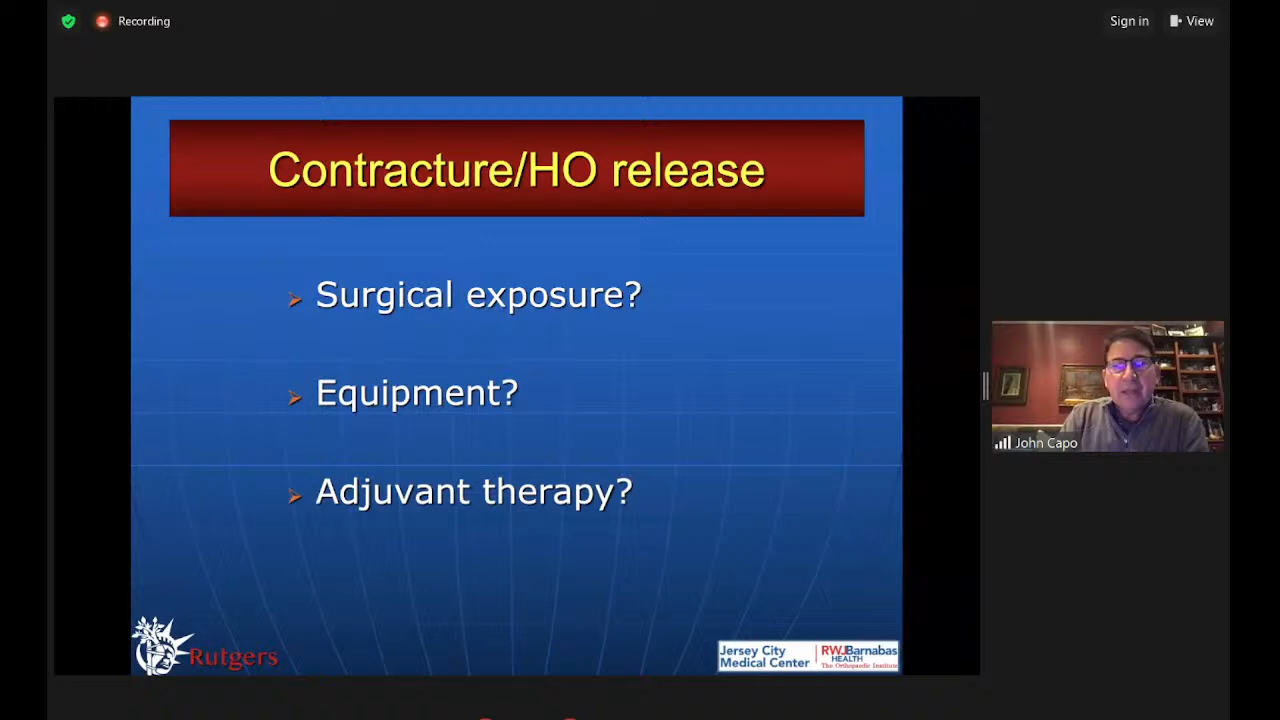 Recording
Sign in
View
Contracture/HO release
Surgical exposure?
Equipment?
Adjuvant therapy?
John Capo
Rutgers
Jersey City
Medical Center
RWJBarnabas
HEALTH
The Orthopaedic Institute